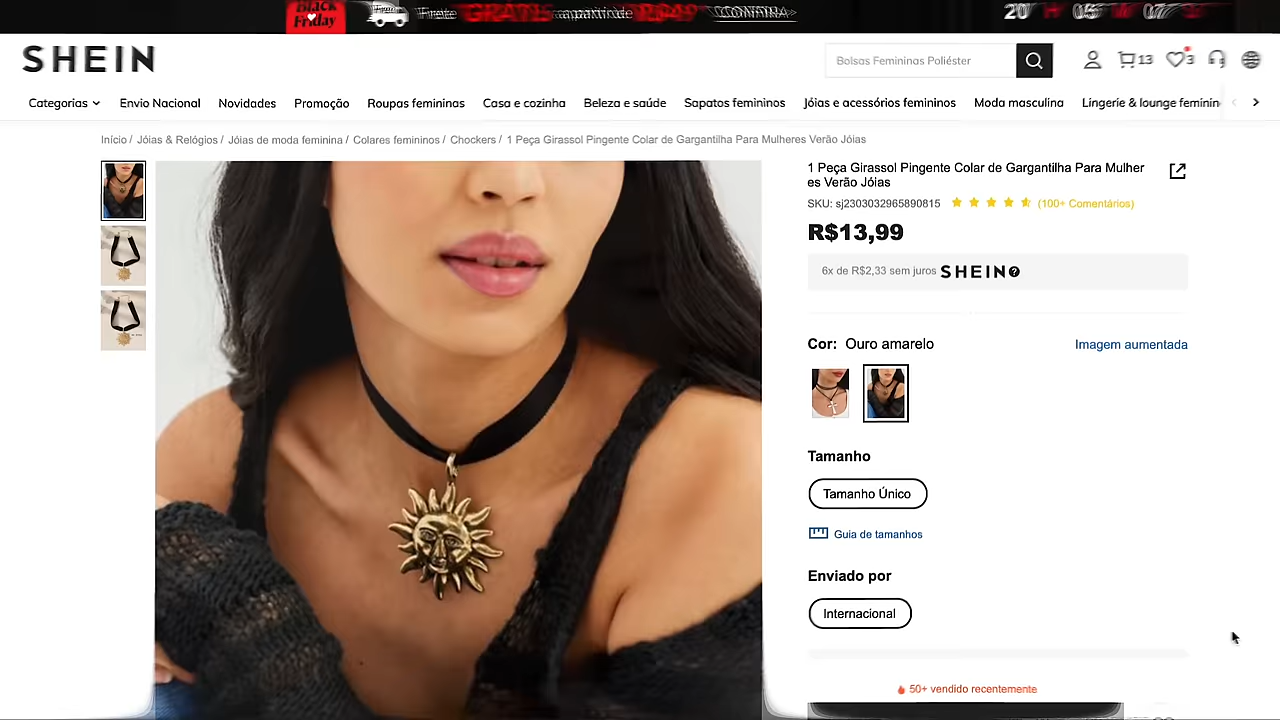 Black
Friday
Frete GRÁTIS
20
SHEIN
Bolsas Femininas Poliéster
13
3
Categorias
Envio Nacional
Novidades
Promoção
Roupas femininas
Casa e cozinha
Beleza e saúde
Sapatos femininos
Jóias e acessórios femininos
Moda masculina
Lingerie & lounge feminin
Início / Jóias & Relógios / Jóias de moda feminina / Colares femininos / Chockers / 1 Peça Girassol Pingente Colar de Gargantilha Para Mulheres Verão Jóias
1 Peça Girassol Pingente Colar de Gargantilha Para Mulher
es Verão Jóias
SKU: sj2303032965890815 (100+ Comentários)
R$13,99
6x de R$2,33 sem juros SHEIN
Cor: Ouro amarelo
Imagem aumentada
Tamanho
Tamanho Único
Guia de tamanhos
Enviado por
Internacional
50+ vendido recentemente